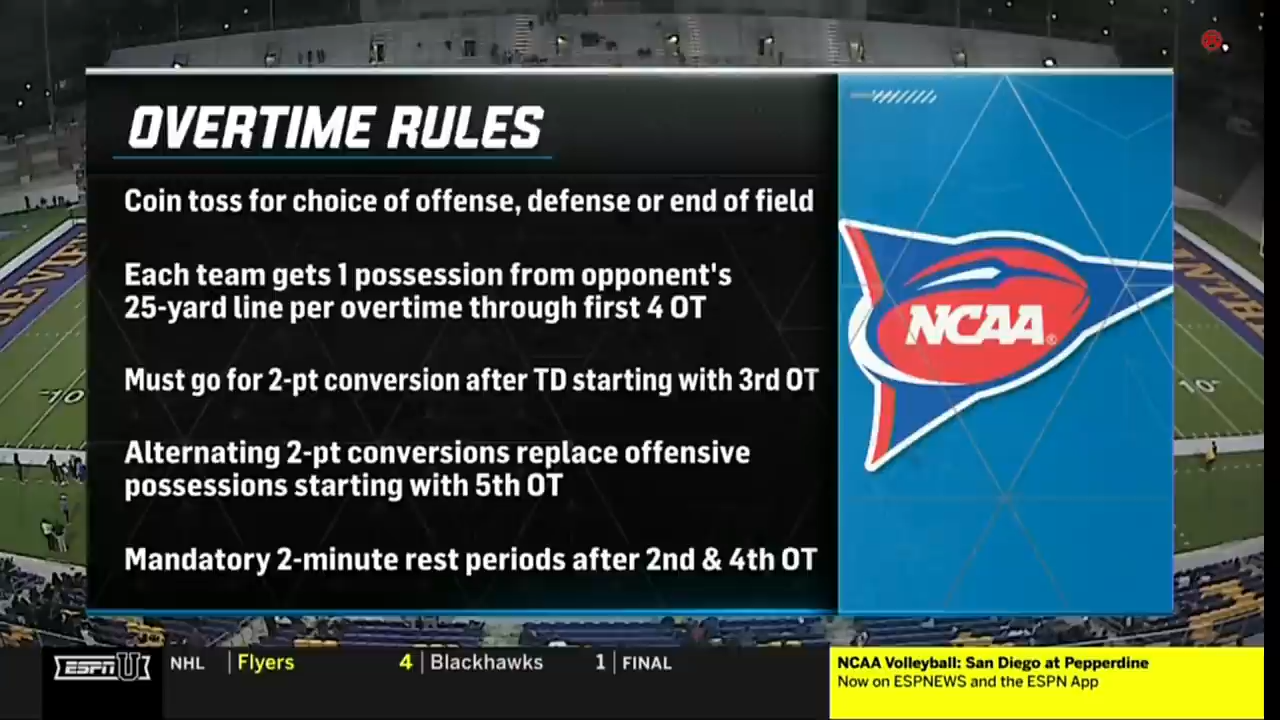 OVERTIME RULES
Coin toss for choice of offense, defense or end of field
Each team gets 1 possession from opponent's
25-yard line per overtime through first 4 OT
Must go for 2-pt conversion after TD starting with 3rd OT
Alternating 2-pt conversions replace offensive
possessions starting with 5th OT
Mandatory 2-minute rest periods after 2nd & 4th OT
NCAA®
10
10
ESPNU NHL Flyers 4 Blackhawks 1 FINAL
NCAA Volleyball: San Diego at Pepperdine
Now on ESPNEWS and the ESPN App